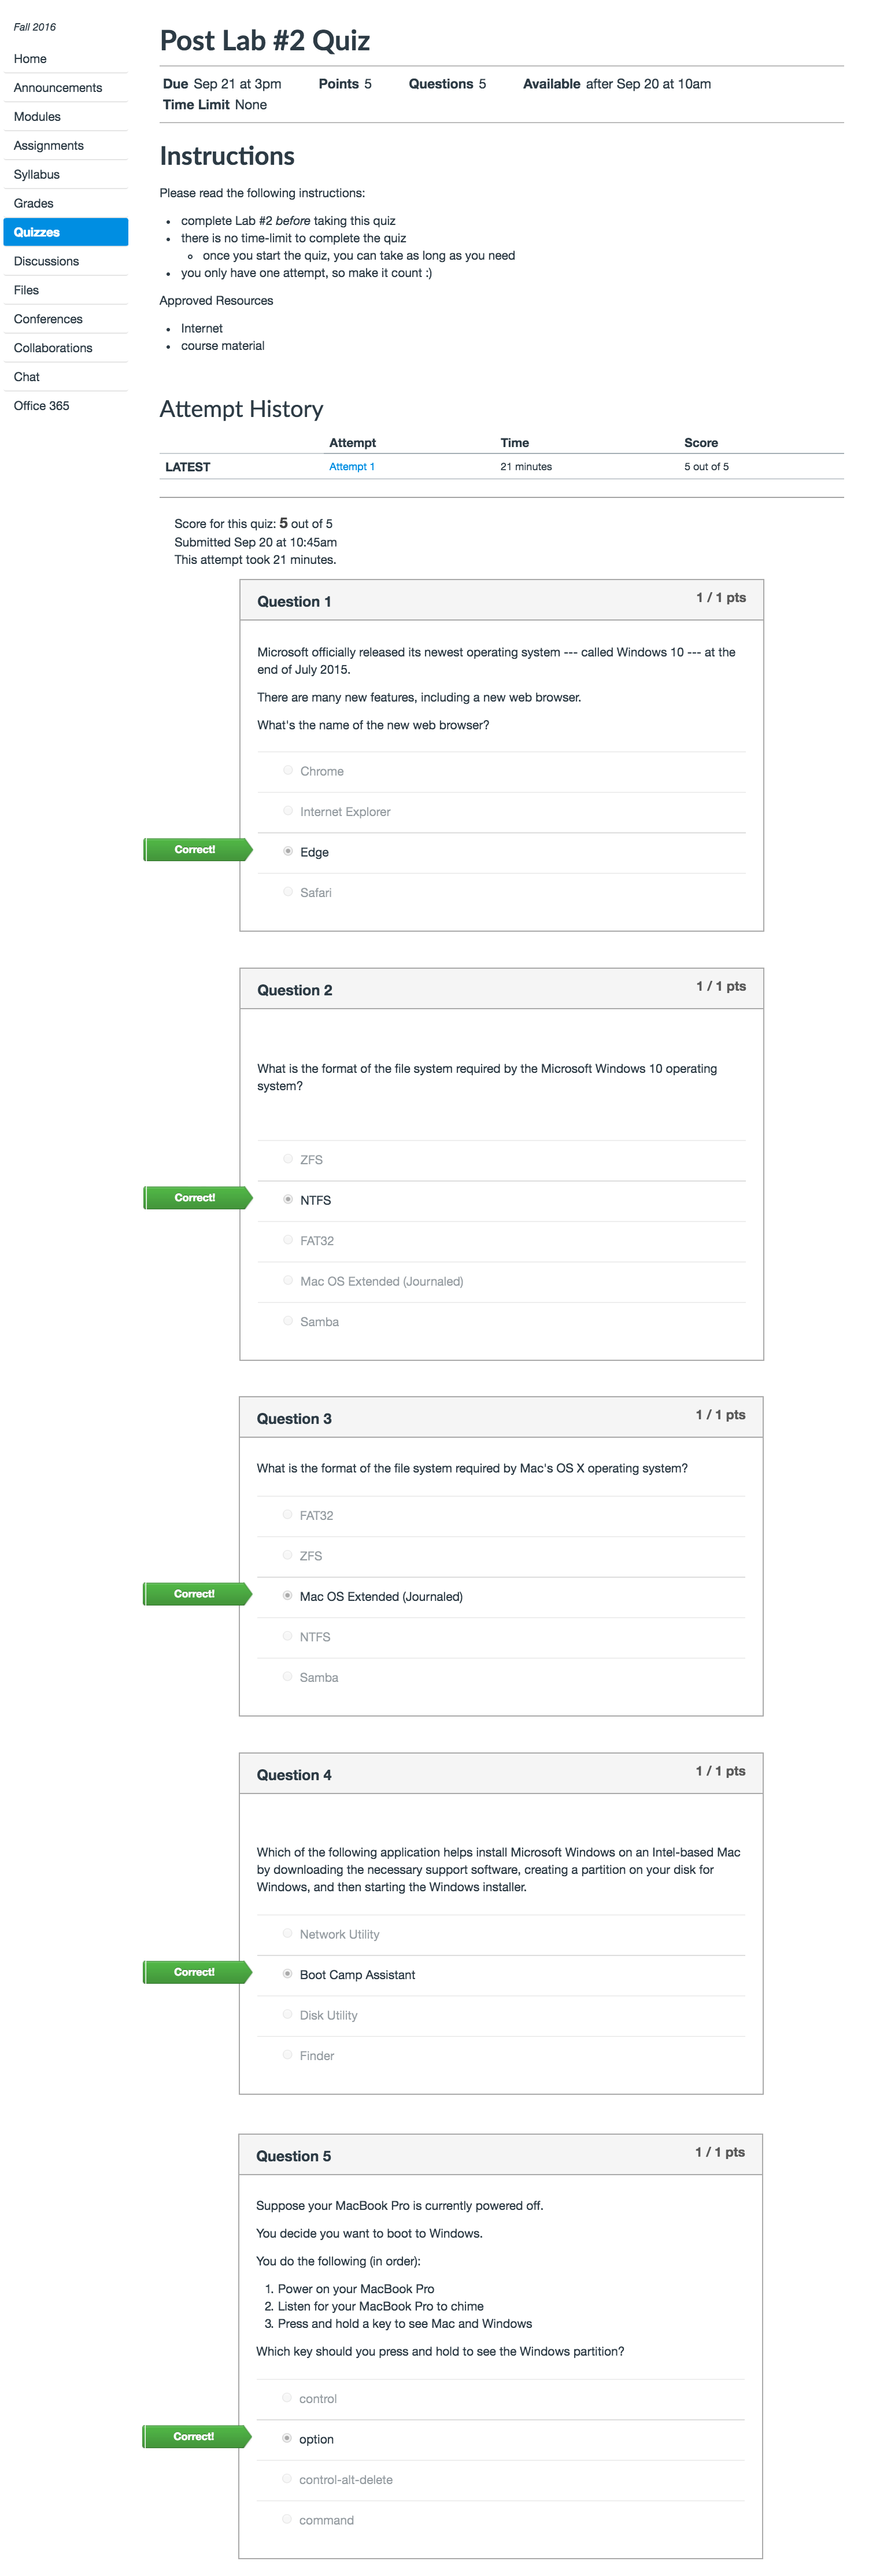 Fall 2016
Home
Announcements
Modules
Assignments
Syllabus
Grades
Quizzes
Discussions
Files
Conferences
Collaborations
Chat
Office 365
Post Lab #2 Quiz
Due Sep 21 at 3pm Points 5 Questions 5 Available after Sep 20 at 10am
Time Limit None
Instructions
Please read the following instructions:
• complete Lab #2 before taking this quiz
• there is no time-limit to complete the quiz
◦ once you start the quiz, you can take as long as you need
• you only have one attempt, so make it count :)
Approved Resources
• Internet
• course material
Attempt History
Attempt Time Score
LATEST Attempt 1 21 minutes 5 out of 5
Score for this quiz: 5 out of 5
Submitted Sep 20 at 10:45am
This attempt took 21 minutes.
Question 1 1 / 1 pts
Microsoft officially released its newest operating system --- called Windows 10 --- at the
end of July 2015.
There are many new features, including a new web browser.
What's the name of the new web browser?
Chrome
Internet Explorer
Correct! Edge
Safari
Question 2 1 / 1 pts
What is the format of the file system required by the Microsoft Windows 10 operating
system?
ZFS
Correct! NTFS
FAT32
Mac OS Extended (Journaled)
Samba
Question 3 1 / 1 pts
What is the format of the file system required by Mac's OS X operating system?
FAT32
ZFS
Correct! Mac OS Extended (Journaled)
NTFS
Samba
Question 4 1 / 1 pts
Which of the following application helps install Microsoft Windows on an Intel-based Mac
by downloading the necessary support software, creating a partition on your disk for
Windows, and then starting the Windows installer.
Network Utility
Correct! Boot Camp Assistant
Disk Utility
Finder
Question 5 1 / 1 pts
Suppose your MacBook Pro is currently powered off.
You decide you want to boot to Windows.
You do the following (in order):
1. Power on your MacBook Pro
2. Listen for your MacBook Pro to chime
3. Press and hold a key to see Mac and Windows
Which key should you press and hold to see the Windows partition?
control
Correct! option
control-alt-delete
command